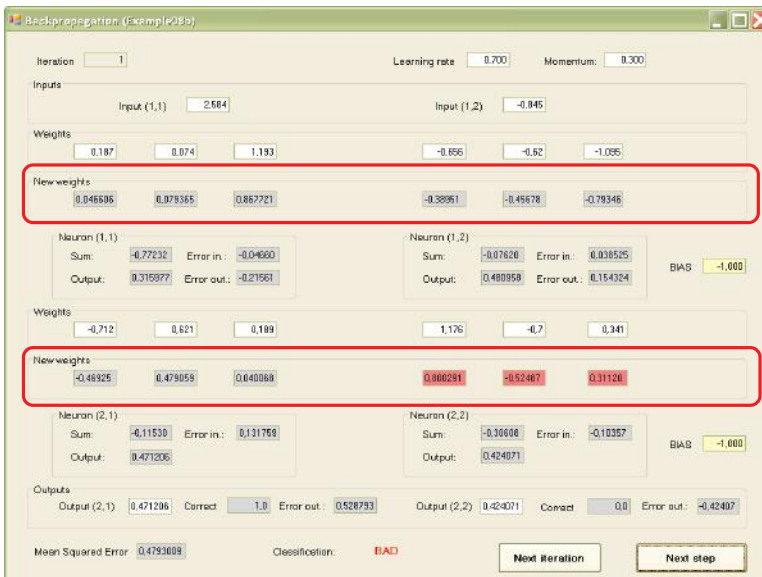 Backpropagation (Example08b)
Iteration 1 Learning rate 0.700 Momentum: 0.300
Inputs
Input (1,1) 2,584 Input (1,2) -0,845
Weights
0,187 0,074 1,193 -0,656 -0,62 -1,095
New weights
0,046606 0,079365 0,867721 -0,38951 -0,45678 -0,79346
Neuron (1,1) Neuron (1,2)
Sum: -0,77232 Error in.: -0,04660 Sum: -0,07620 Error in.: 0,038525
BIAS -1,000
Output: 0,315977 Error out.: -0,21561 Output: 0,480958 Error out.: 0,154324
Weights
-0,712 0,621 0,189 1,176 -0,7 0,341
New weights
-0,46925 0,479059 0,040068 0,800291 -0,52487 0,31120
Neuron (2,1) Neuron (2,2)
Sum: -0,11530 Error in.: 0,131759 Sum: -0,30606 Error in.: -0,10357
BIAS -1,000
Output: 0,471206 Output: 0,424071
Outputs
Output (2,1) 0,471206 Correct 1.0 Error out.: 0,528793 Output (2,2) 0,424071 Correct 0,0 Error out.: -0,42407
Mean Squared Error 0,4793009 Classification: BAD Next iteration Next step